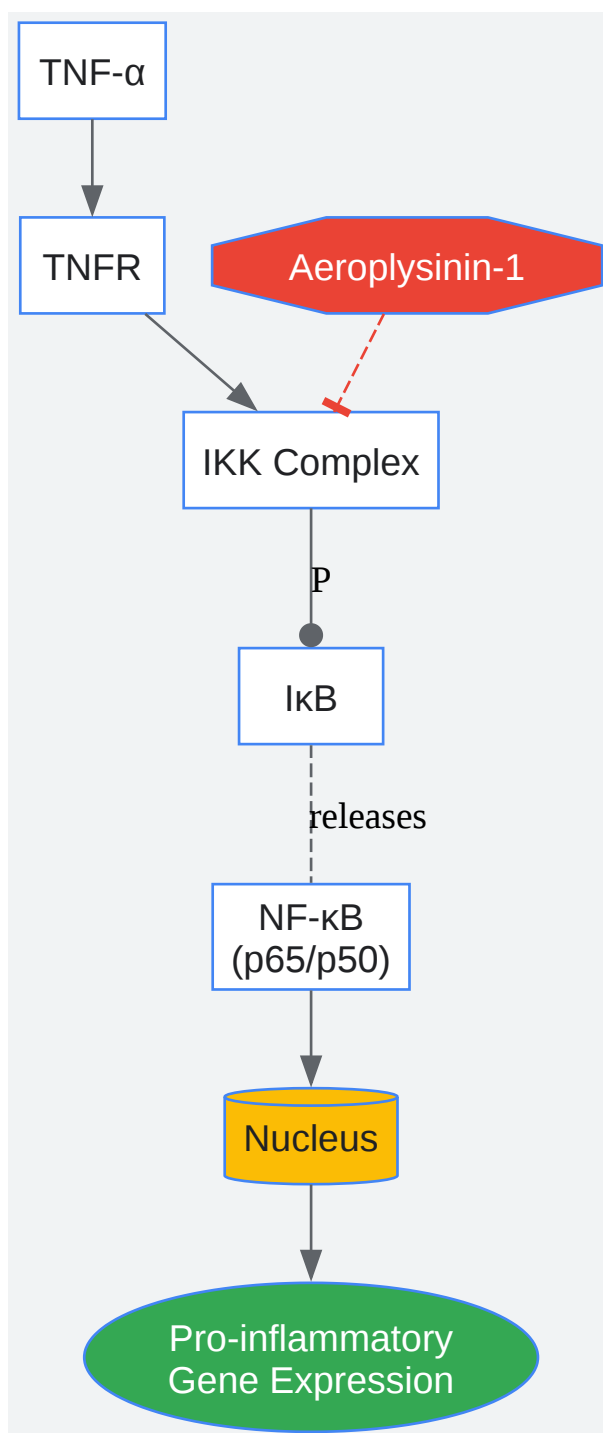 TNF-α
TNFR
Aeroplysinin-1
IKK Complex
P
IκB
releases
NF-κB
(p65/p50)
Nucleus
Pro-inflammatory
Gene Expression